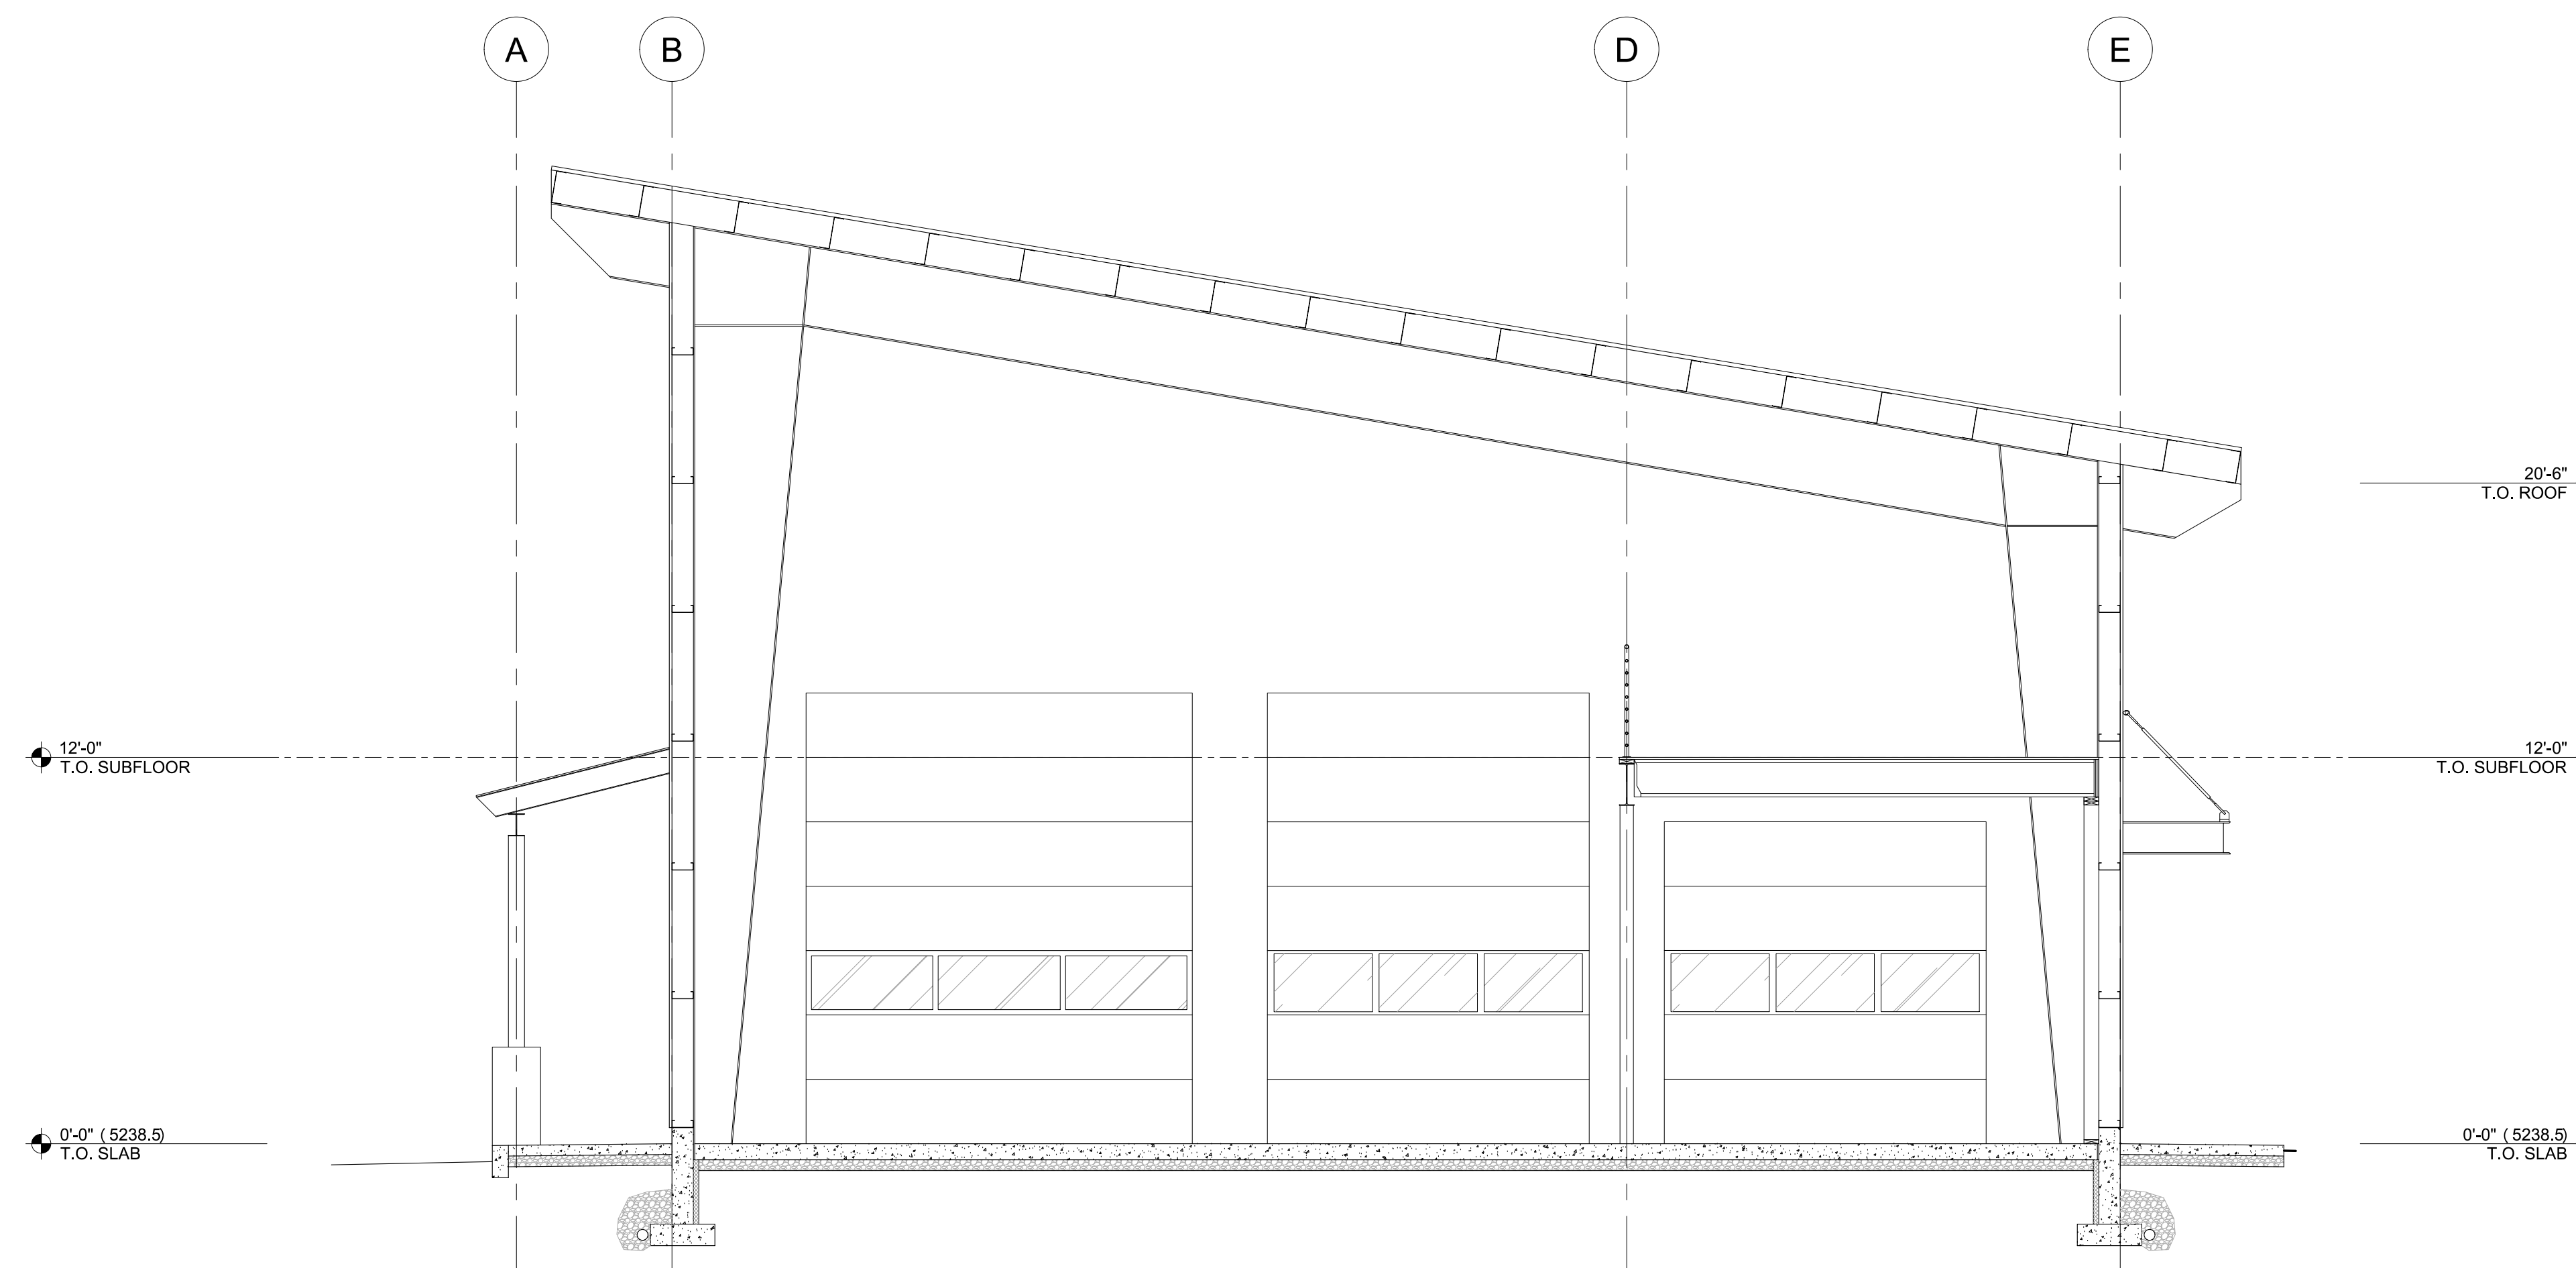 A B D E
20'-6"
T.O. ROOF
12'-0"
T.O. SUBFLOOR
12'-0"
T.O. SUBFLOOR
0'-0" ( 5238.5)
T.O. SLAB
0'-0" ( 5238.5)
T.O. SLAB